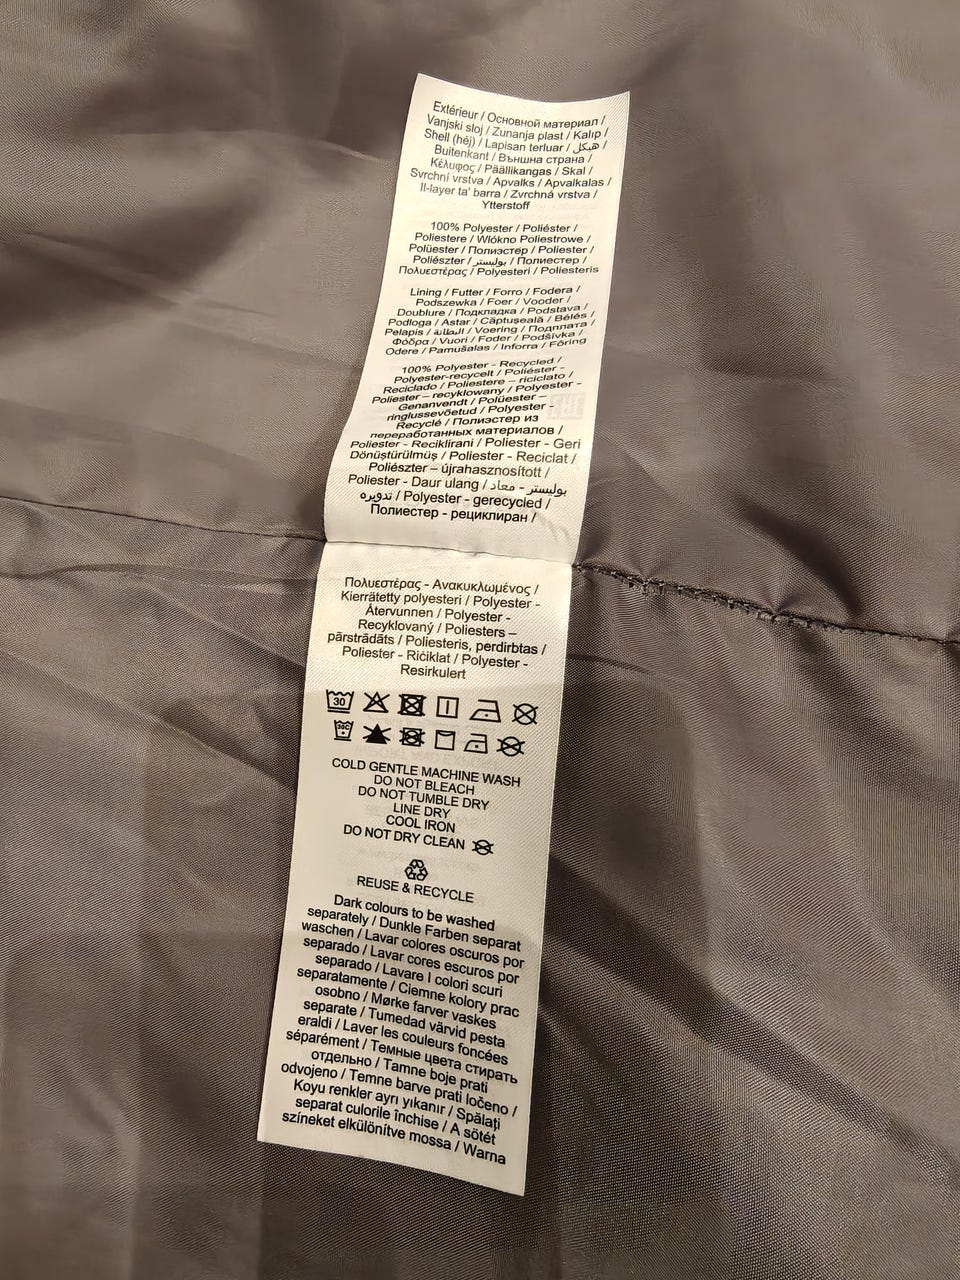 Extérieur / Основной материал /
Vanjski sloj / Zunanja plast / Kalıp /
Shell (héj) / Lapisan terluar / هيكل /
Buitenkant / Външна страна /
Κέλυφος / Päällikangas / Skal /
Svrchní vrstva / Apvalks / Apvalkalas /
Il-layer ta' barra / Zvrchná vrstva /
Ytterstoff
100% Polyester / Poliéster /
Poliestere / Włókno Poliestrowe /
Polüester / Полиэстер / Poliester /
Poliészter / بوليستر / Полиестер /
Πολυεστέρας / Polyesteri / Poliesteris
Lining / Futter / Forro / Fodera /
Podszewka / Foer / Vooder /
Doublure / Подкладка / Podstava /
Podloga / Astar / Căptuşeală / Bélés /
Pelapis / البطانة / Voering / Подплата /
Φόδρα / Vuori / Foder / Podšívka /
Odere / Pamušalas / Inforra / Fôring
100% Polyester - Recycled /
Polyester-recycelt / Poliéster -
Reciclado / Poliestere – riciclato /
Poliester – recyklowany / Polyester -
Genanvendt / Polüester –
ringlussevõetud / Polyester -
Recyclé / Полиэстер из
переработанных материалов /
Poliester - Reciklirani / Poliester - Geri
Dönüştürülmüş / Poliester - Reciclat /
Poliészter – újrahasznosított /
Poliester - Daur ulang / بوليستر - معاد
تدويره / Polyester - gerecycled /
Полиестер - рециклиран /
Πολυεστέρας - Ανακυκλωμένος /
Kierrätetty polyesteri / Polyester -
Återvunnen / Polyester -
Recyklovaný / Poliesters –
pārstrādāts / Poliesteris, perdirbtas /
Poliester - Riċiklat / Polyester -
Resirkulert
30
30C
COLD GENTLE MACHINE WASH
DO NOT BLEACH
DO NOT TUMBLE DRY
LINE DRY
COOL IRON
DO NOT DRY CLEAN
REUSE & RECYCLE
Dark colours to be washed
separately / Dunkle Farben separat
waschen / Lavar colores oscuros por
separado / Lavar cores escuros por
separado / Lavare I colori scuri
separatamente / Ciemne kolory prac
osobno / Mørke farver vaskes
separate / Tumedad värvid pesta
eraldi / Laver les couleurs foncées
séparément / Темные цвета стирать
отдельно / Tamne boje prati
odvojeno / Temne barve prati ločeno /
Koyu renkler ayrı yıkanır / Spălaţi
separat culorile închise / A sötét
színeket elkülönítve mossa / Warna